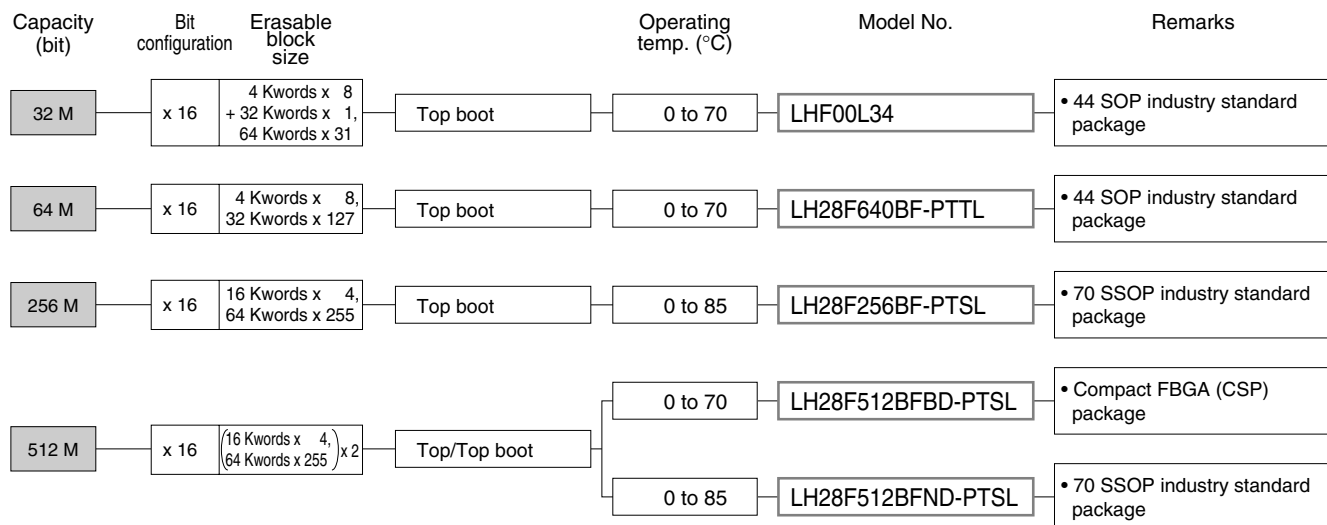 Capacity (bit)
Bit configuration
Erasable block size
Operating temp. (°C)
Model No.
Remarks
32 M
x 16
4 Kwords x 8
+ 32 Kwords x 1,
64 Kwords x 31
Top boot
0 to 70
LHF00L34
• 44 SOP industry standard
package
64 M
x 16
4 Kwords x 8,
32 Kwords x 127
Top boot
0 to 70
LH28F640BF-PTTL
• 44 SOP industry standard
package
256 M
x 16
16 Kwords x 4,
64 Kwords x 255
Top boot
0 to 85
LH28F256BF-PTSL
• 70 SSOP industry standard
package
512 M
x 16
(16 Kwords x 4,
64 Kwords x 255) x 2
Top/Top boot
0 to 70
LH28F512BFBD-PTSL
• Compact FBGA (CSP)
package
0 to 85
LH28F512BFND-PTSL
• 70 SSOP industry standard
package